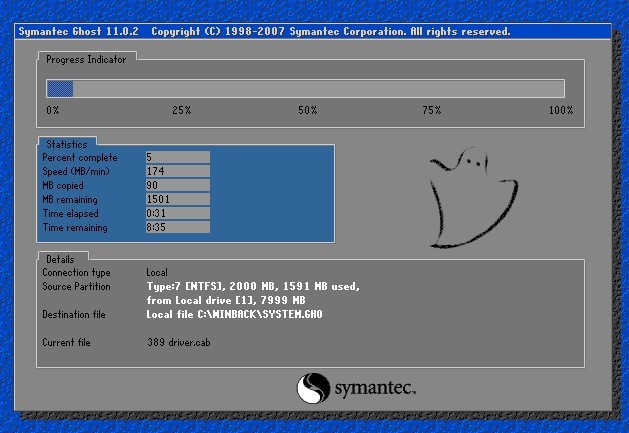 Symantec Ghost 11.0.2 Copyright (C) 1998-2007 Symantec Corporation. All rights reserved.
Progress Indicator
0% 25% 50% 75% 100%
Statistics
Percent complete 5
Speed (MB/min) 174
MB copied 90
MB remaining 1501
Time elapsed 0:31
Time remaining 8:35
Details
Connection type Local
Source Partition Type:7 [NTFS], 2000 MB, 1591 MB used,
from Local drive [1], 7999 MB
Destination file Local file C:\MINBACK\SYSTEM.GHO
Current file 389 driver.cab
symantec™